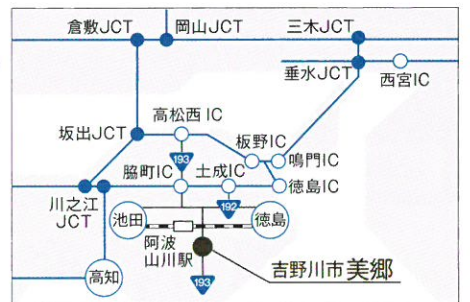 倉敷JCT
岡山JCT
三木JCT
垂水JCT
西宮IC
高松西IC
坂出JCT
板野IC
193
鳴門IC
脇町IC
土成IC
徳島IC
川之江
JCT
192
池田
徳島
阿波
山川駅
高知
吉野川市美郷
193